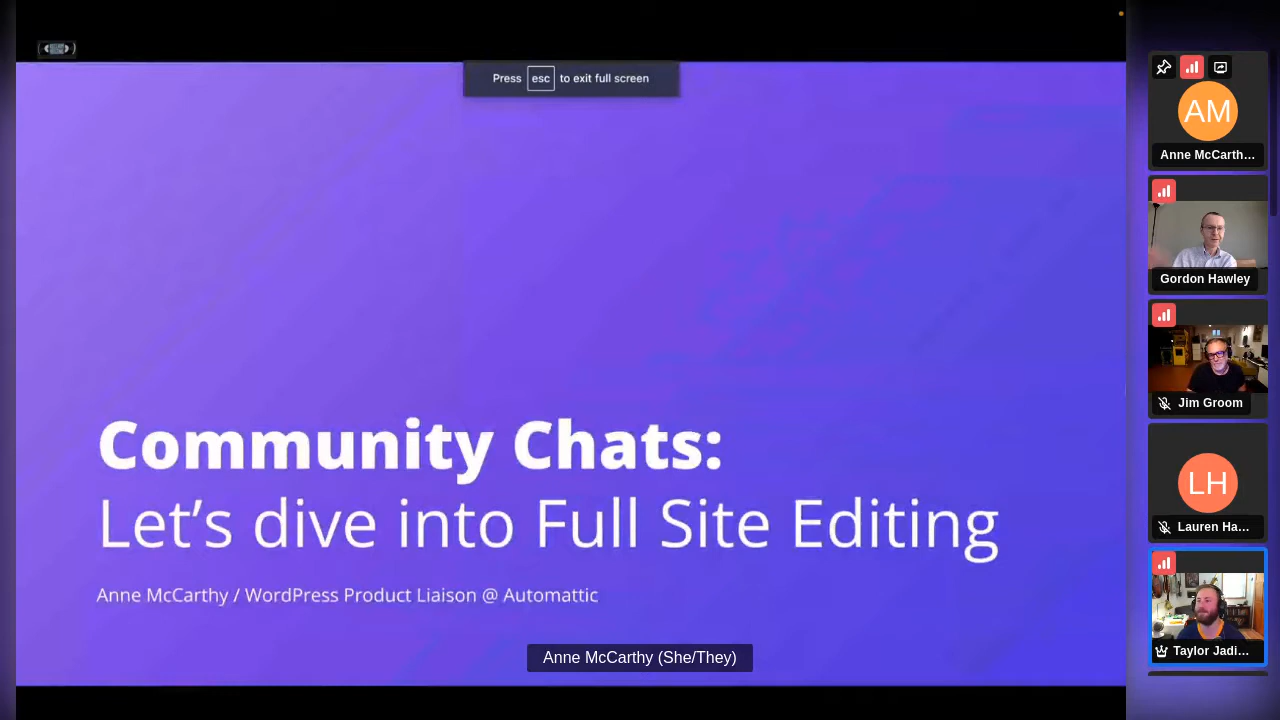 Press esc to exit full screen
Community Chats:
Let's dive into Full Site Editing
Anne McCarthy / WordPress Product Liaison @ Automattic
Anne McCarthy (She/They)
AM
Anne McCarth...
Gordon Hawley
Jim Groom
LH
Lauren Ha...
Taylor Jadi...